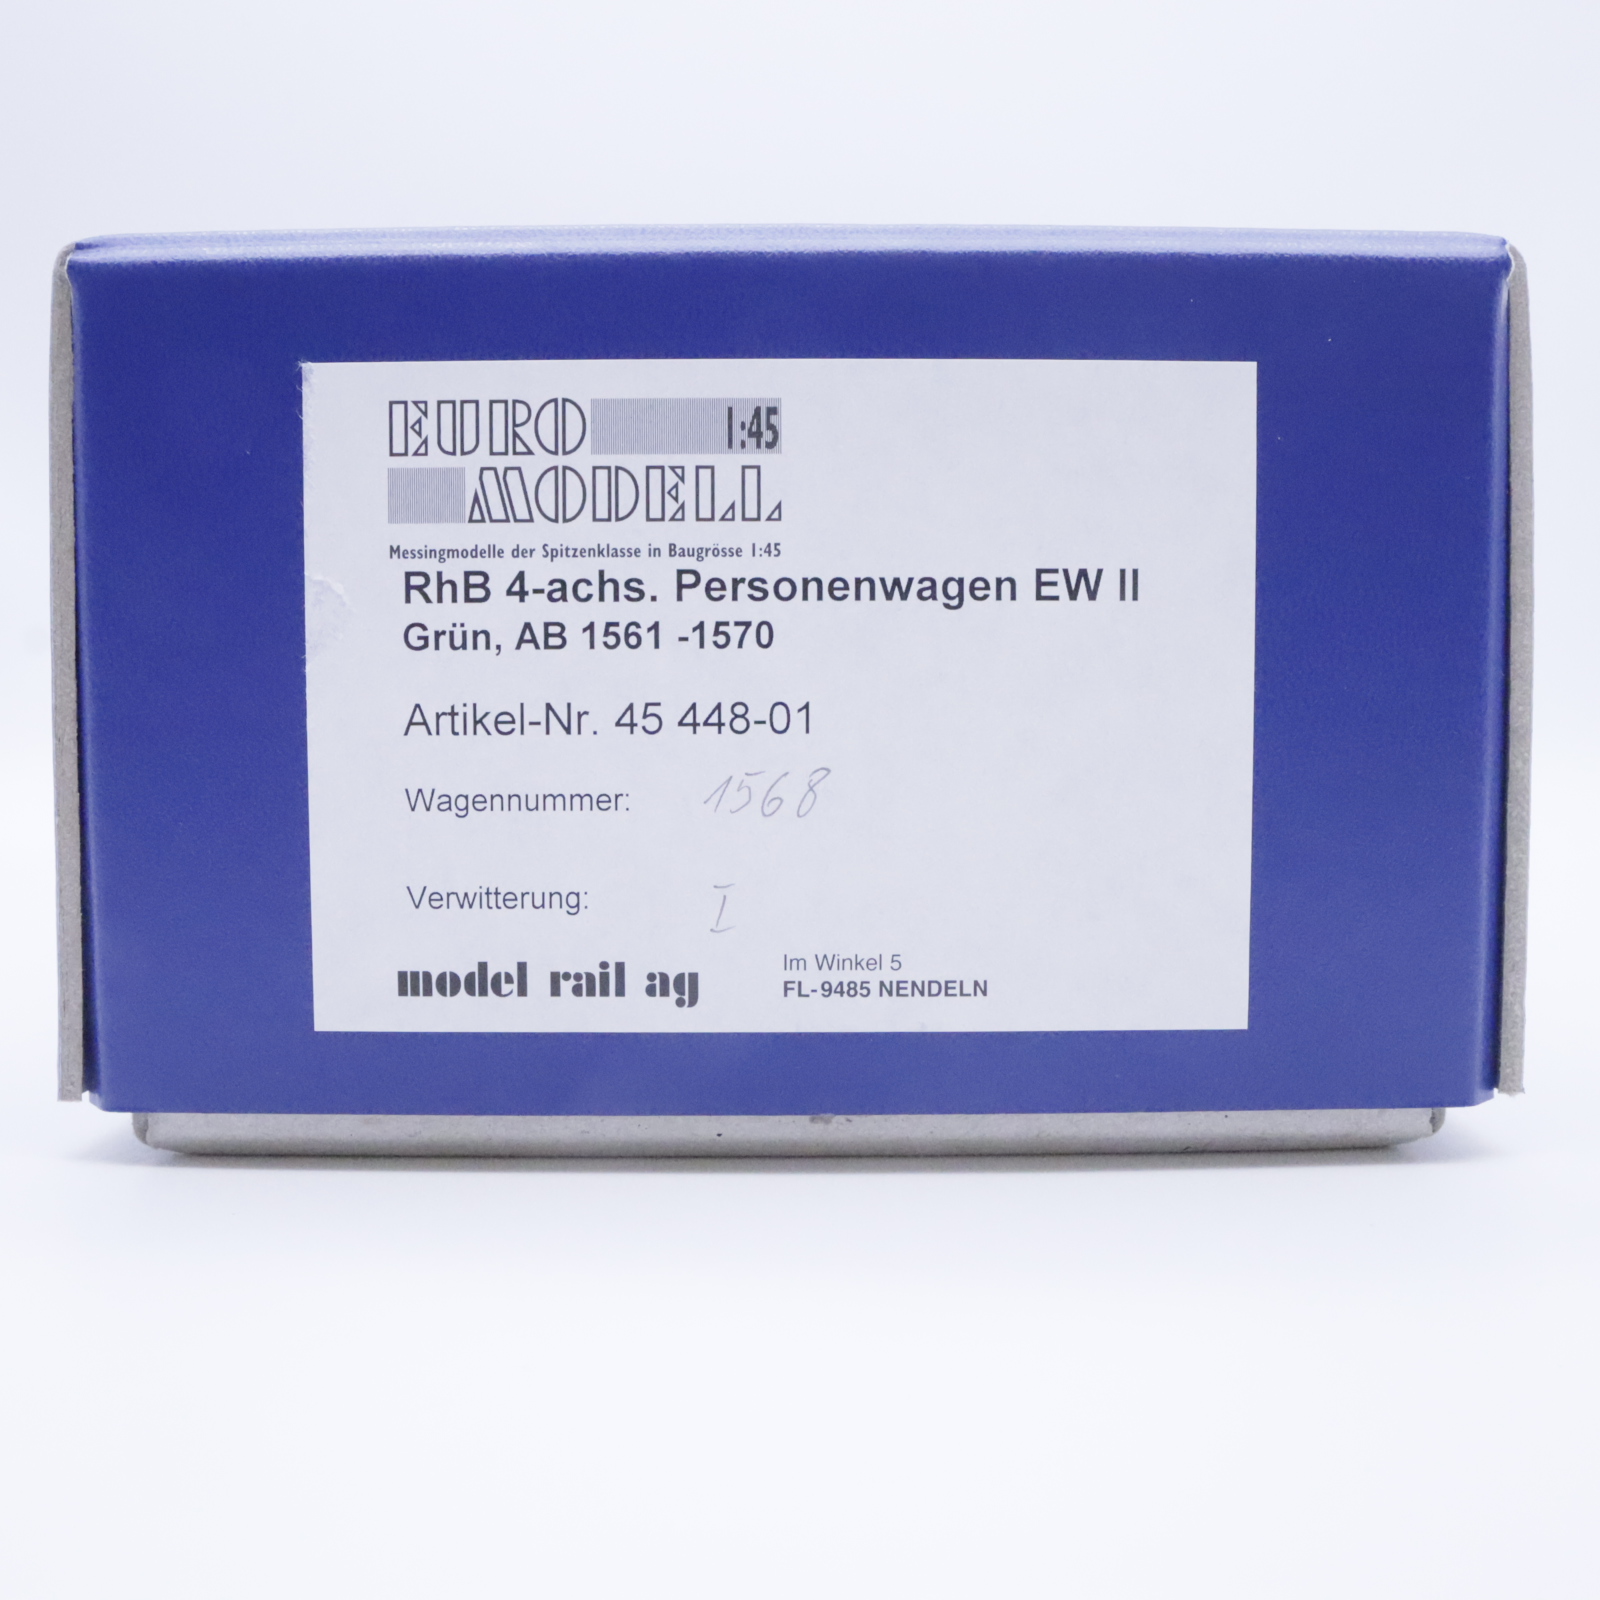 EURO 1:45
MODELL
Messingmodelle der Spitzenklasse in Baugrösse 1:45
RhB 4-achs. Personenwagen EW II
Grün, AB 1561 -1570
Artikel-Nr. 45 448-01
Wagennummer: 1568
Verwitterung: I
model rail ag
Im Winkel 5
FL-9485 NENDELN